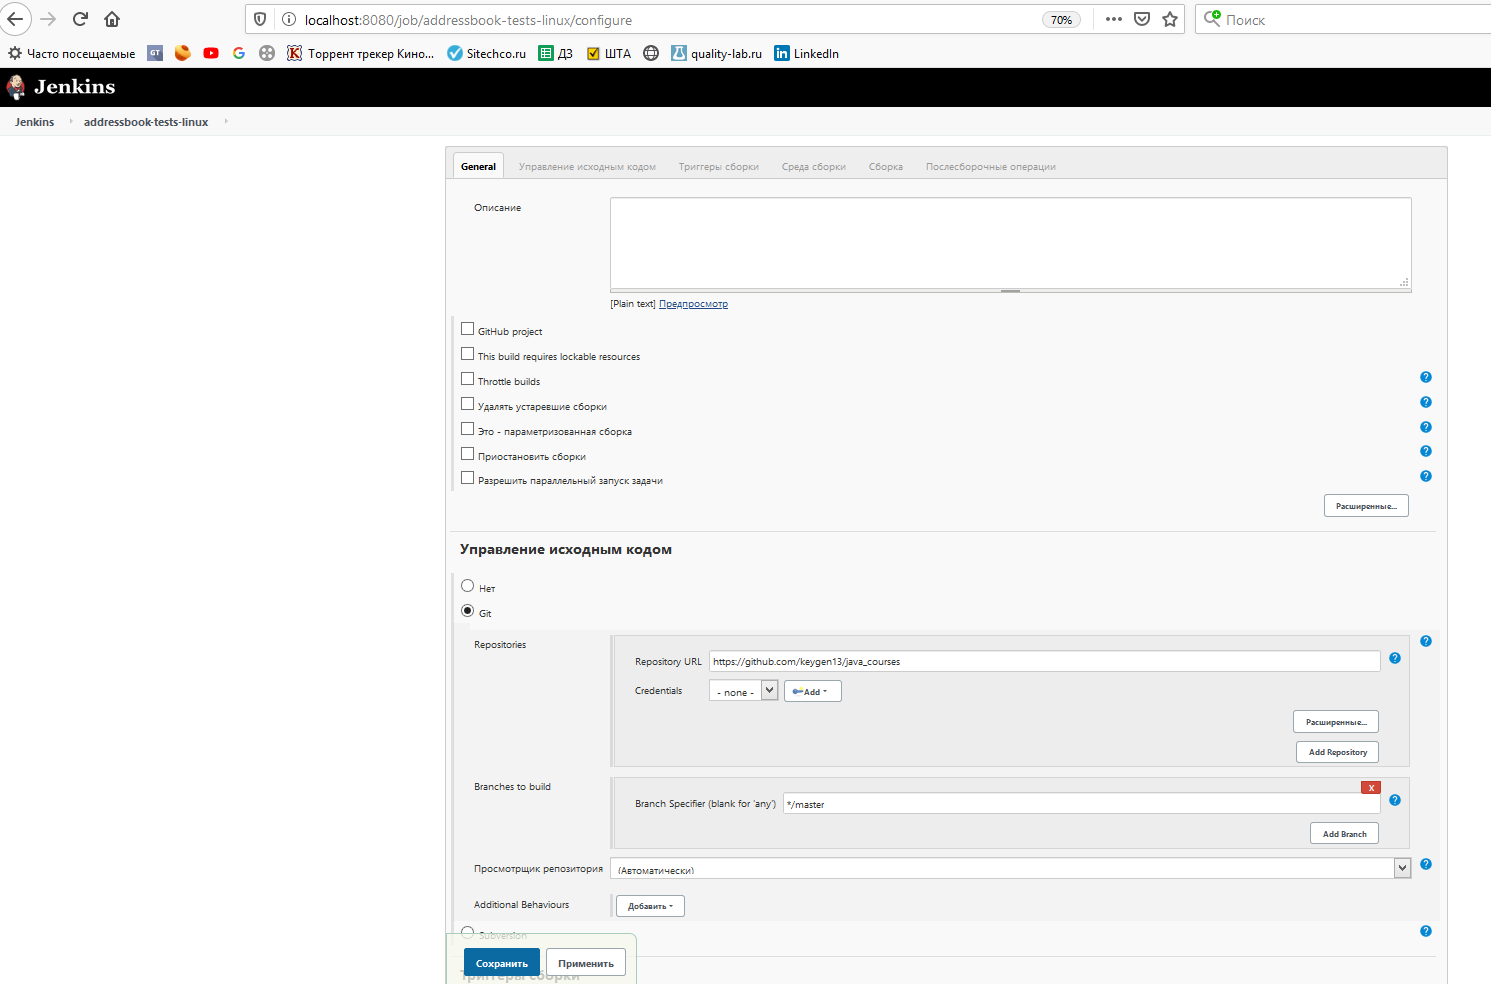 localhost:8080/job/addressbook-tests-linux/configure 70% Поиск
Часто посещаемые GT Торрент трекер Кино... Sitechco.ru ДЗ ШТА quality-lab.ru LinkedIn
Jenkins
Jenkins addressbook-tests-linux
General Управление исходным кодом Триггеры сборки Среда сборки Сборка Послесборочные операции
Описание
[Plain text] Предпросмотр
GitHub project
This build requires lockable resources
Throttle builds
Удалять устаревшие сборки
Это - параметризованная сборка
Приостановить сборки
Разрешить параллельный запуск задачи
Расширенные...
Управление исходным кодом
Нет
Git
Repositories
Repository URL https://github.com/keygen13/java_courses
Credentials - none - Add
Расширенные...
Add Repository
Branches to build
X
Branch Specifier (blank for 'any') */master
Add Branch
Просмотрщик репозитория (Автоматически)
Additional Behaviours Добавить
Subversion
Сохранить Применить
Триггеры сборки